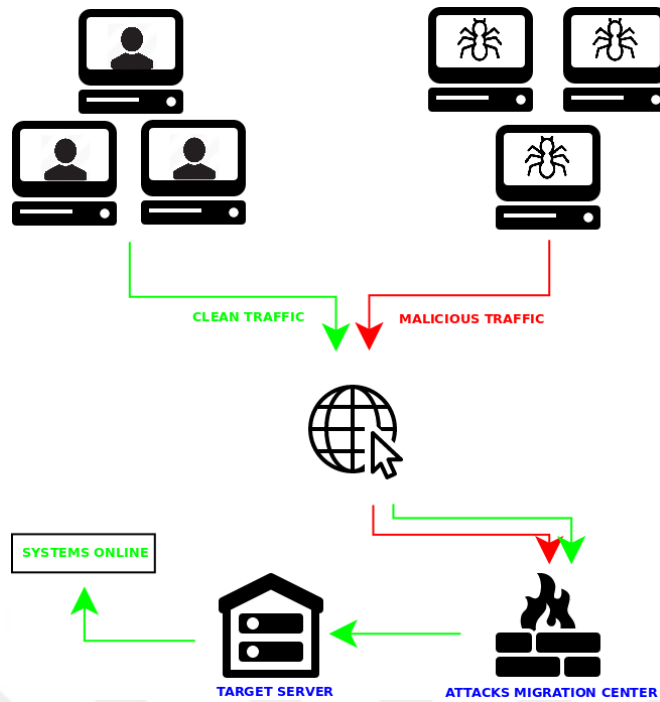 CLEAN TRAFFIC
MALICIOUS TRAFFIC
SYSTEMS ONLINE
TARGET SERVER
ATTACKS MIGRATION CENTER